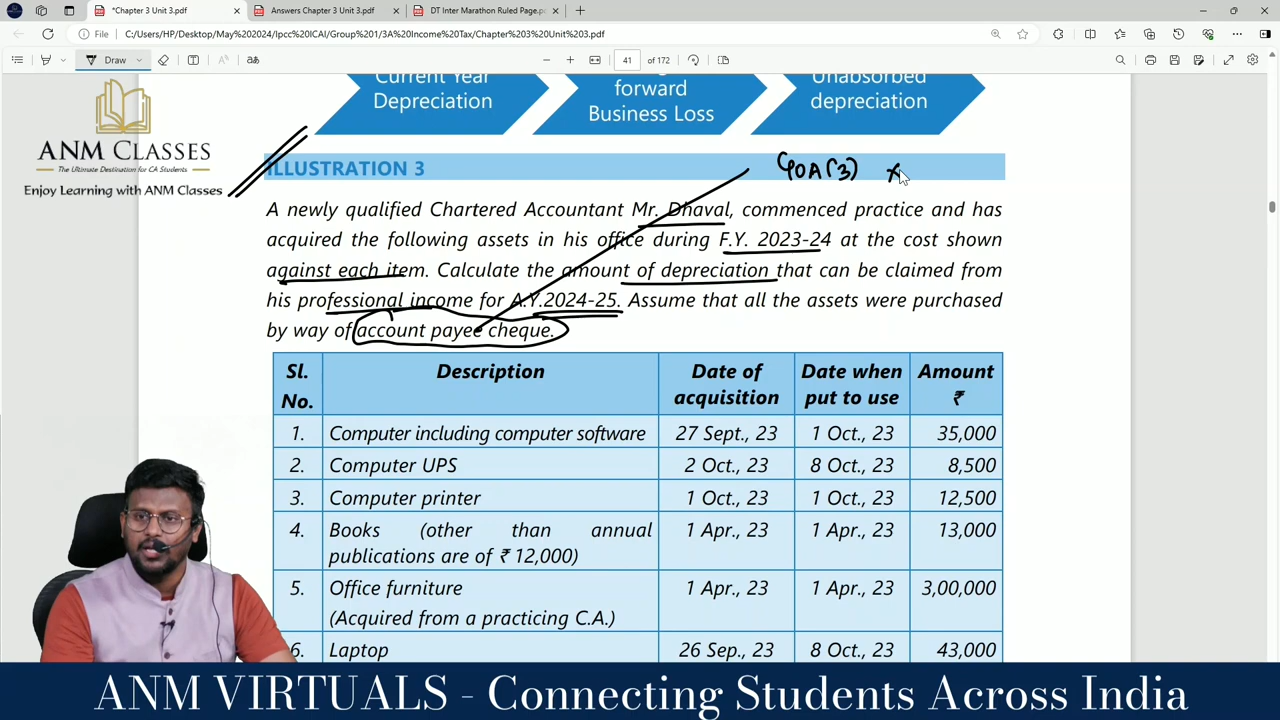 *Chapter 3 Unit 3.pdf
Answers Chapter 3 Unit 3.pdf
DT Inter Marathon Ruled Page.p
File
C:/Users/HP/Desktop/May%202024/Ipcc%20ICAI/Group%201/3A%20Income%20Tax/Chapter%203%20Unit%203.pdf
Draw
41 of 172
Current Year
Depreciation
forward
Business Loss
Unabsorbed
depreciation
ANM CLASSES
The Ultimate Destination for CA Students
Enjoy Learning with ANM Classes
ILLUSTRATION 3
40A(3) x
A newly qualified Chartered Accountant Mr. Dhaval, commenced practice and has
acquired the following assets in his office during F.Y. 2023-24 at the cost shown
against each item. Calculate the amount of depreciation that can be claimed from
his professional income for A.Y.2024-25. Assume that all the assets were purchased
by way of account payee cheque.
Sl. No. Description Date of acquisition Date when put to use Amount ₹
1. Computer including computer software 27 Sept., 23 1 Oct., 23 35,000
2. Computer UPS 2 Oct., 23 8 Oct., 23 8,500
3. Computer printer 1 Oct., 23 1 Oct., 23 12,500
4. Books (other than annual publications are of ₹ 12,000) 1 Apr., 23 1 Apr., 23 13,000
5. Office furniture (Acquired from a practicing C.A.) 1 Apr., 23 1 Apr., 23 3,00,000
6. Laptop 26 Sep., 23 8 Oct., 23 43,000
ANM VIRTUALS - Connecting Students Across India